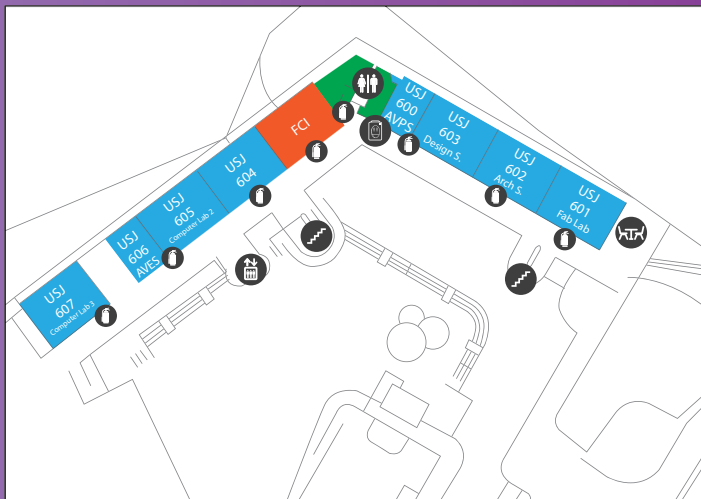 USJ
600
AVPS
USJ
603
Design S.
USJ
602
Arch S.
USJ
601
Fab Lab
FCI
USJ
604
USJ
605
Computer Lab 2
USJ
606
AVES
USJ
607
Computer Lab 3